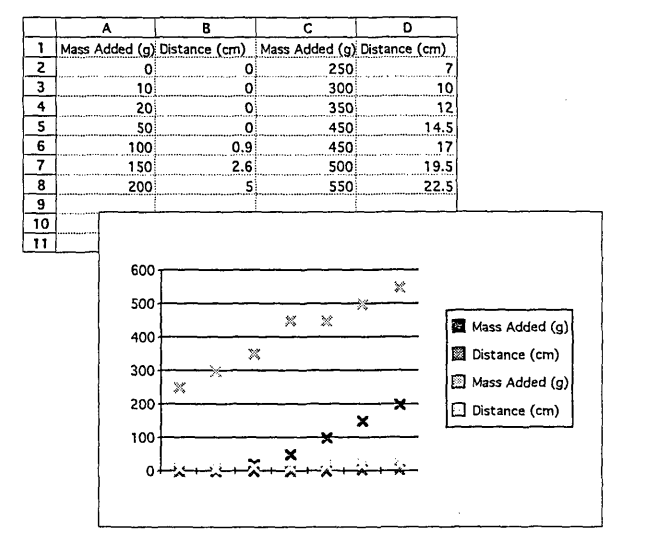 A B C D
1 Mass Added (g) Distance (cm) Mass Added (g) Distance (cm)
2 0 0 250 7
3 10 0 300 10
4 20 0 350 12
5 50 0 450 14.5
6 100 0.9 450 17
7 150 2.6 500 19.5
8 200 5 550 22.5
9
10
11
600
500
400
300
200
100
0
Mass Added (g)
Distance (cm)
Mass Added (g)
Distance (cm)